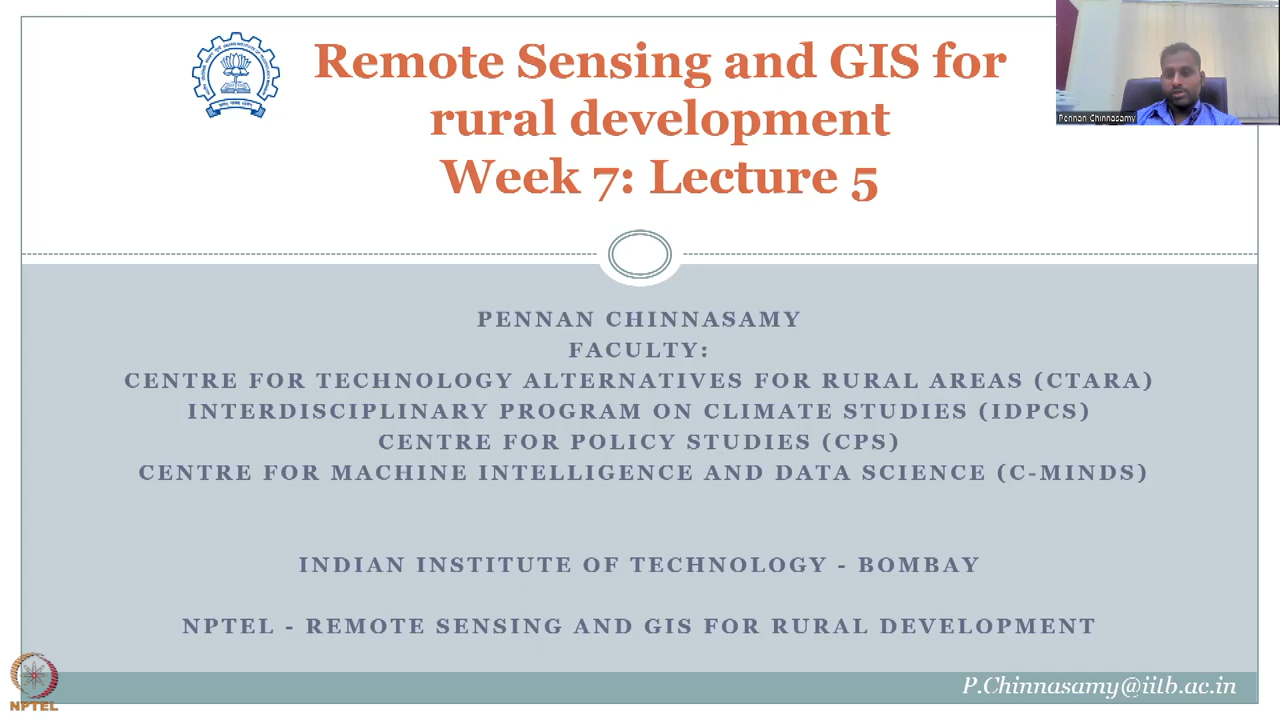 Remote Sensing and GIS for
rural development
Week 7: Lecture 5
Pennan Chinnasamy
PENNAN CHINNASAMY
FACULTY:
CENTRE FOR TECHNOLOGY ALTERNATIVES FOR RURAL AREAS (CTARA)
INTERDISCIPLINARY PROGRAM ON CLIMATE STUDIES (IDPCS)
CENTRE FOR POLICY STUDIES (CPS)
CENTRE FOR MACHINE INTELLIGENCE AND DATA SCIENCE (C-MINDS)
INDIAN INSTITUTE OF TECHNOLOGY - BOMBAY
NPTEL - REMOTE SENSING AND GIS FOR RURAL DEVELOPMENT
P.Chinnasamy@iitb.ac.in
NPTEL